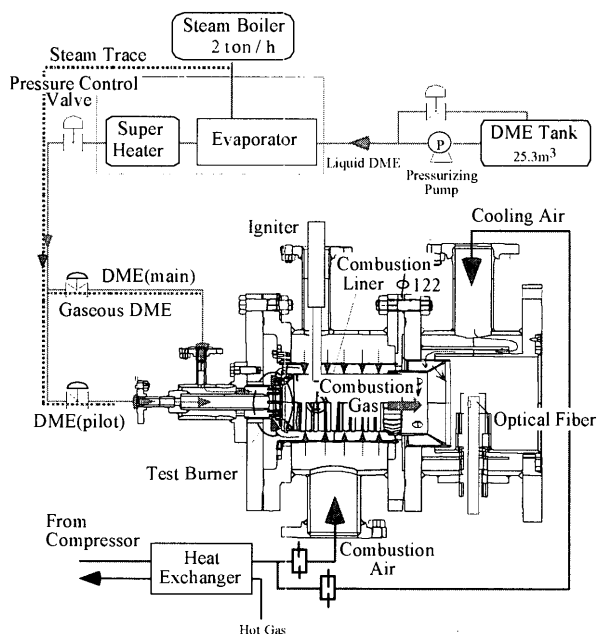 Steam Boiler
2 ton / h
Steam Trace
Pressure Control
Valve
Super
Heater
Evaporator
Liquid DME
P
Pressurizing
Pump
DME Tank
25.3m3
Igniter
Cooling Air
Combustion
Liner
122
DME(main)
Gaseous DME
Combustion
Gas
P
DME(pilot)
Optical Fiber
Test Burner
From
Compressor
Heat
Exchanger
Combustion
Air
Hot Gas